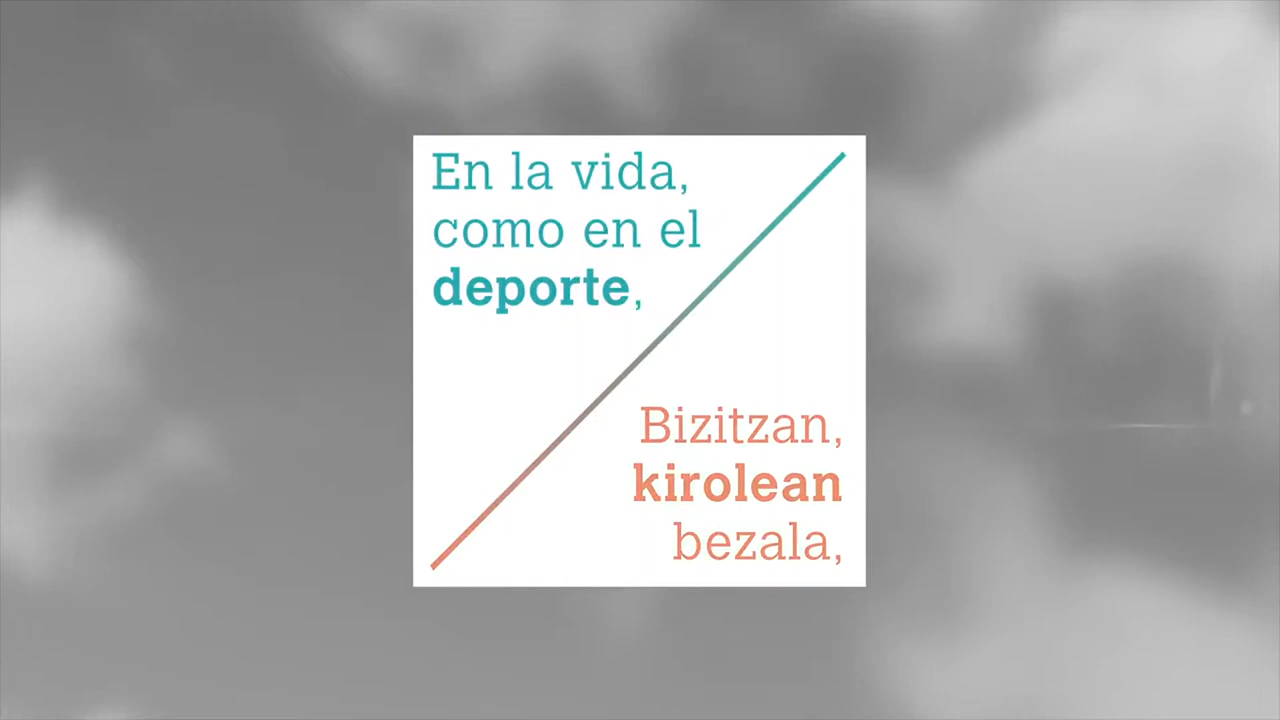 En la vida,
como en el
deporte,
Bizitzan,
kirolean
bezala,